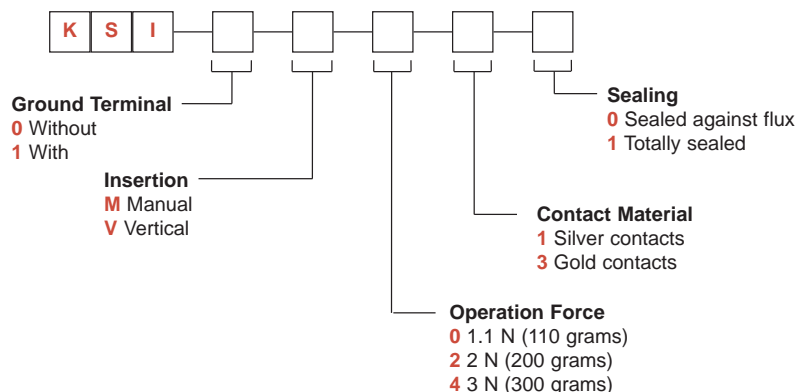 K S I
Ground Terminal
0 Without
1 With
Insertion
M Manual
V Vertical
Sealing
0 Sealed against flux
1 Totally sealed
Contact Material
1 Silver contacts
3 Gold contacts
Operation Force
0 1.1 N (110 grams)
2 2 N (200 grams)
4 3 N (300 grams)